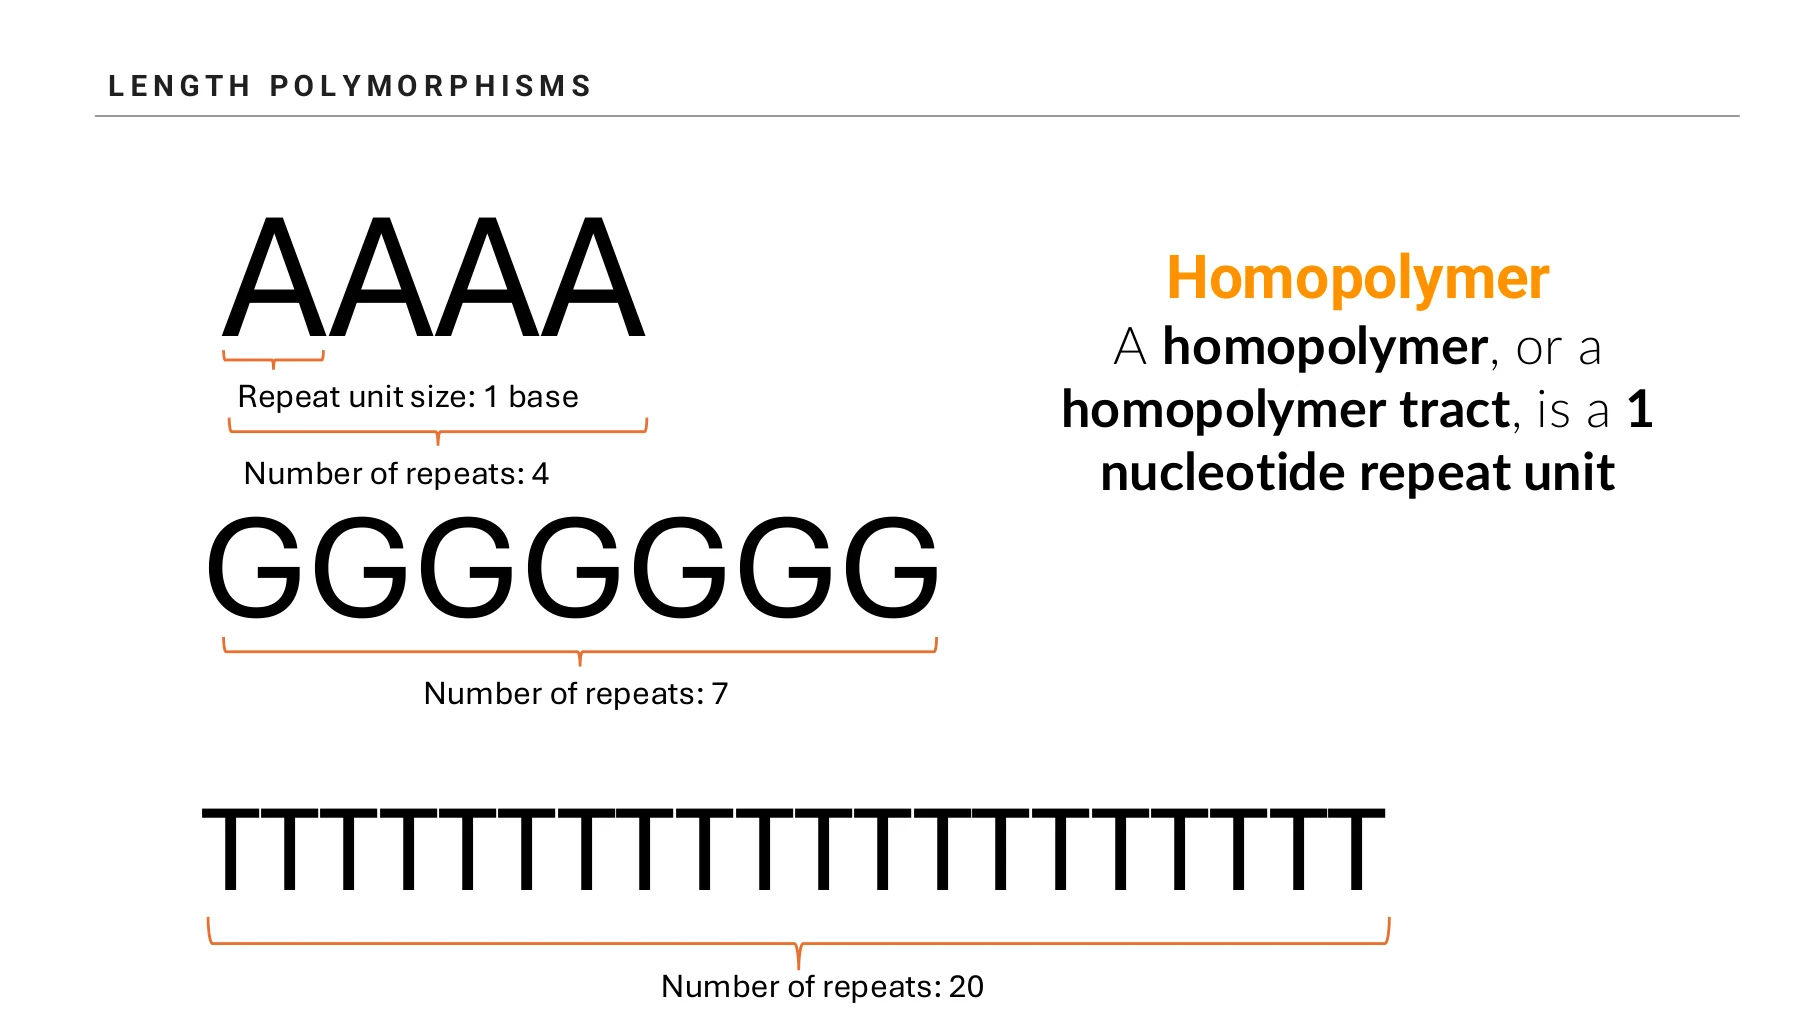 LENGTH POLYMORPHISMS
AAAA
Repeat unit size: 1 base
Number of repeats: 4
GGGGGGG
Number of repeats: 7
TTTTTTTTTTTTTTTTTTTT
Number of repeats: 20
Homopolymer
A homopolymer, or a
homopolymer tract, is a 1
nucleotide repeat unit